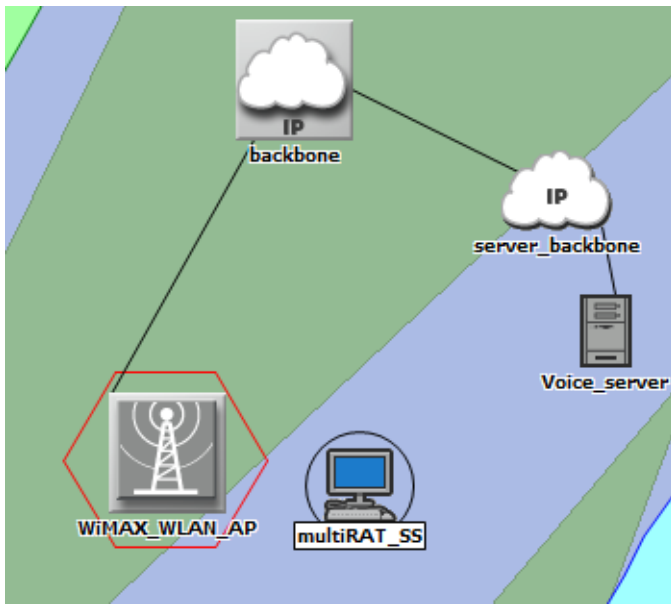 IP
backbone
IP
server_backbone
Voice_server
WiMAX_WLAN_AP
multiRAT_SS